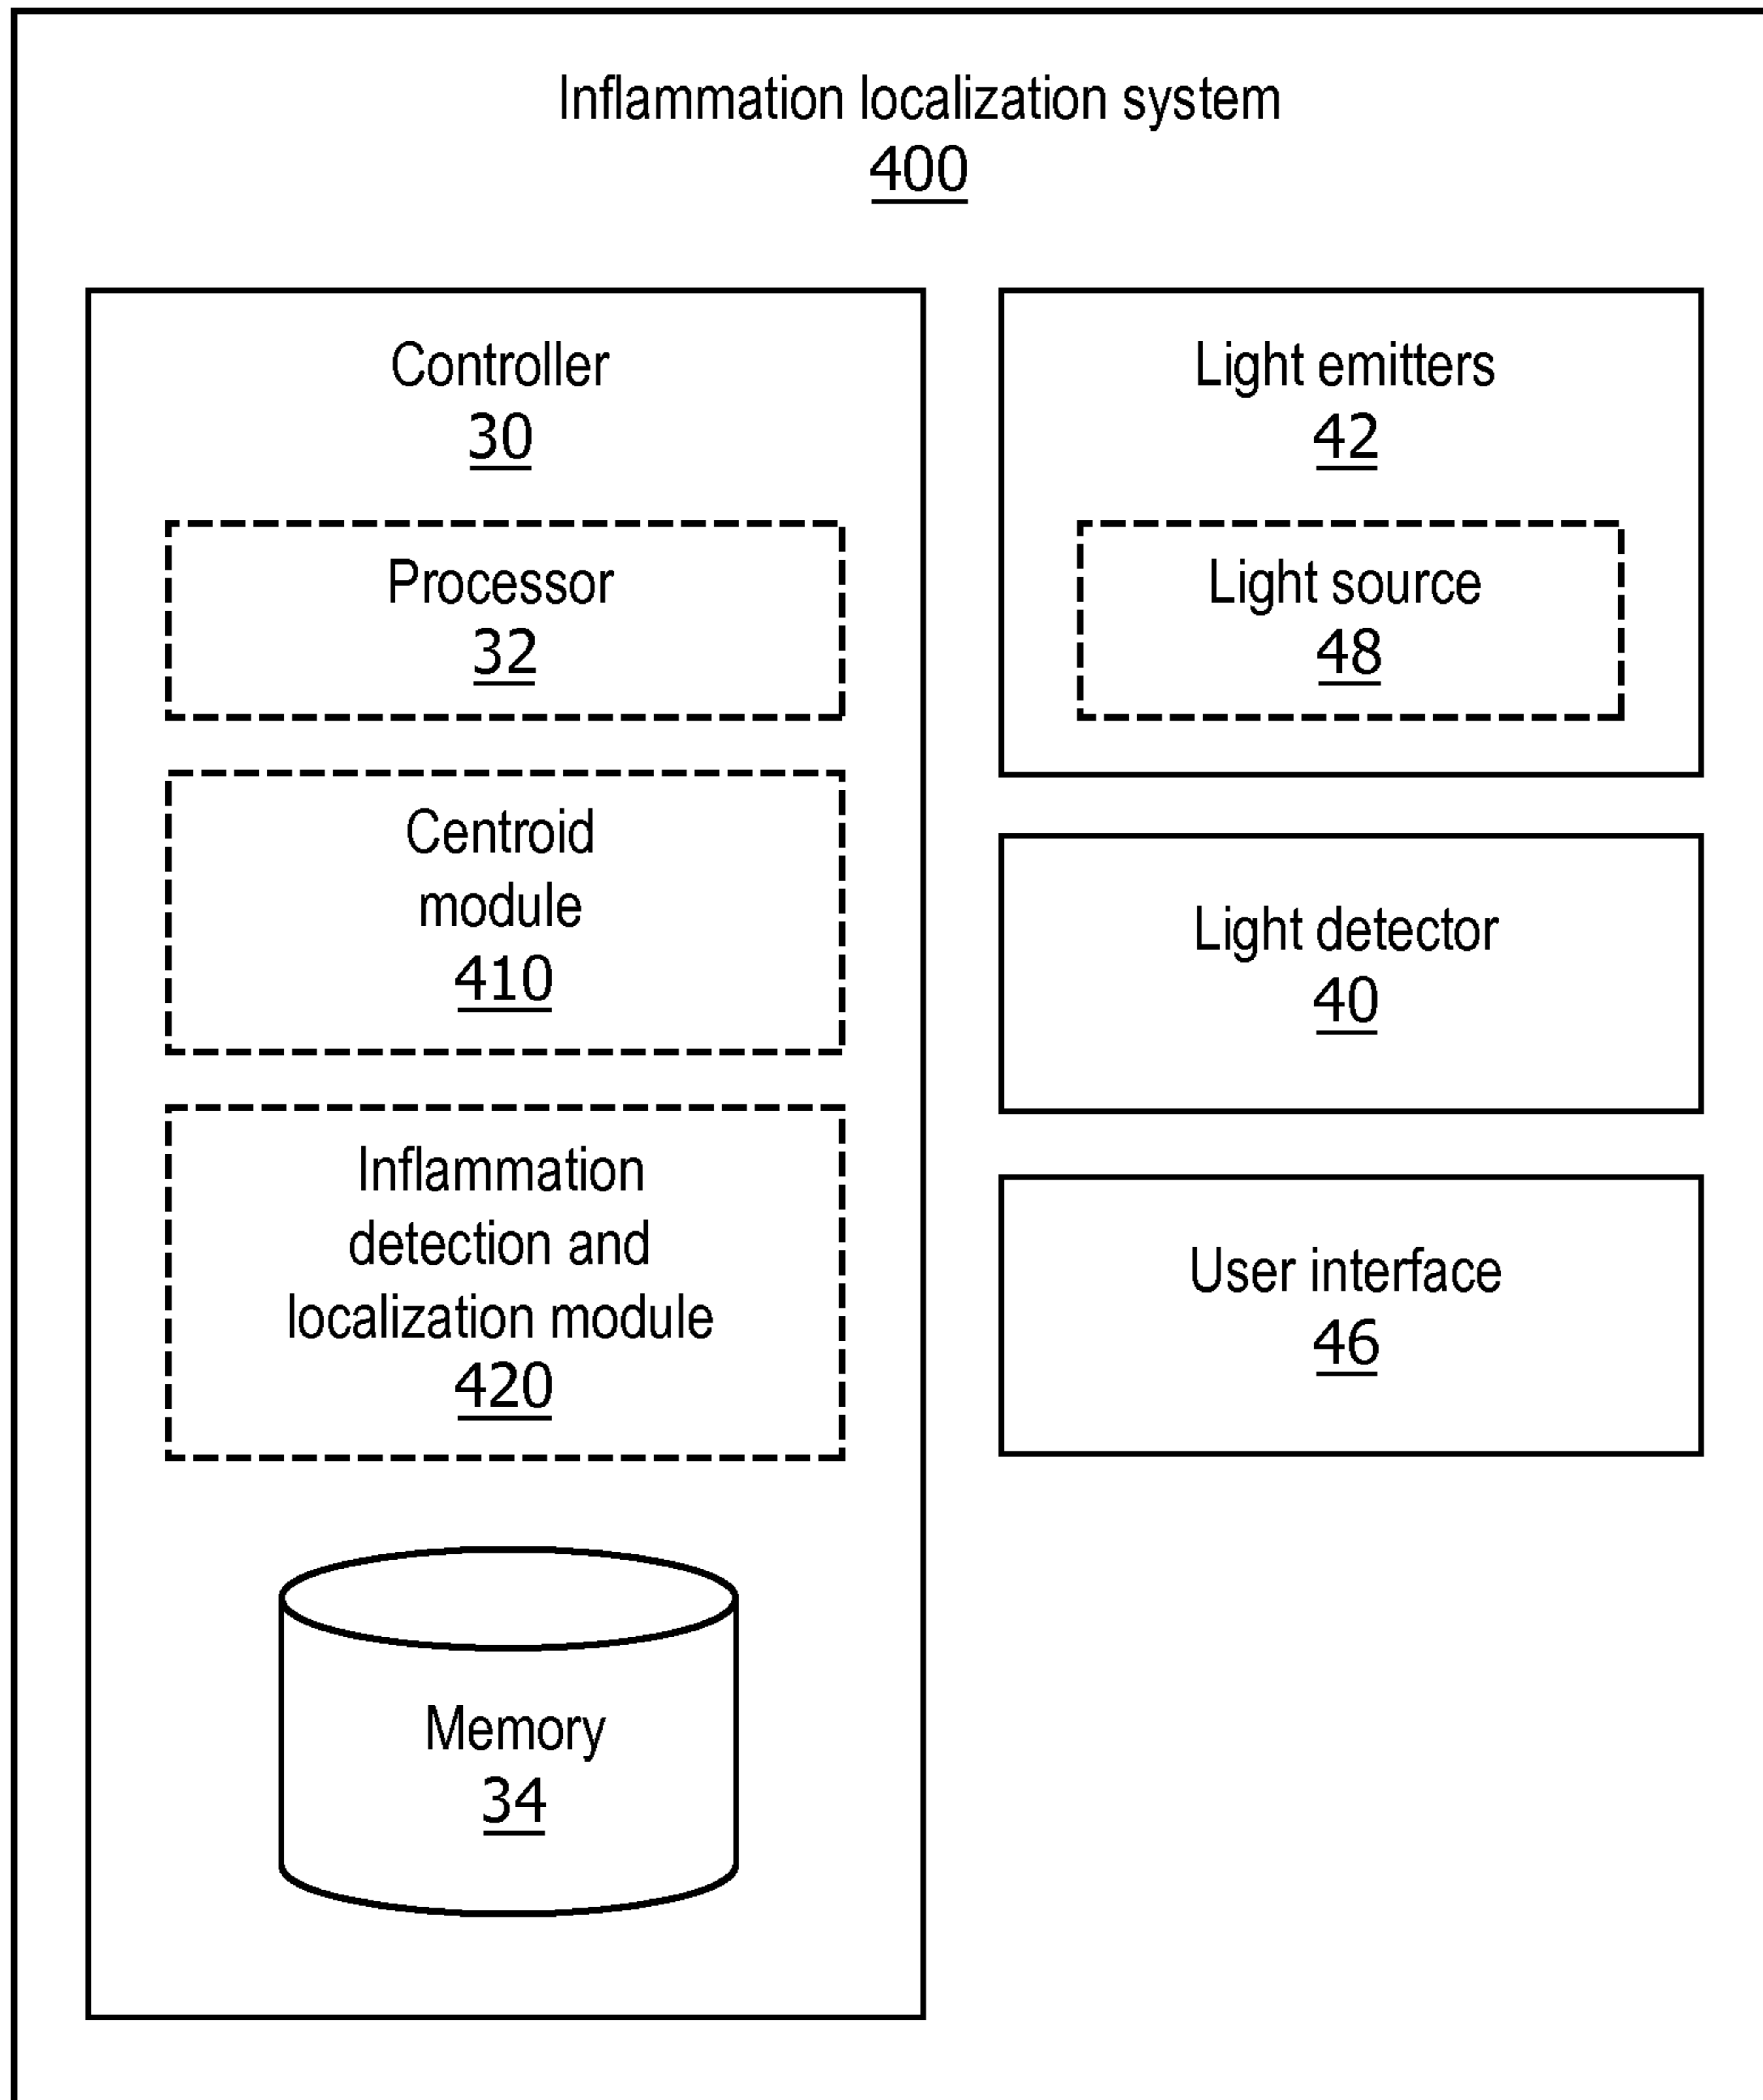 Inflammation localization system
400
Controller
30
Processor
32
Centroid
module
410
Inflammation
detection and
localization module
420
Memory
34
Light emitters
42
Light source
48
Light detector
40
User interface
46